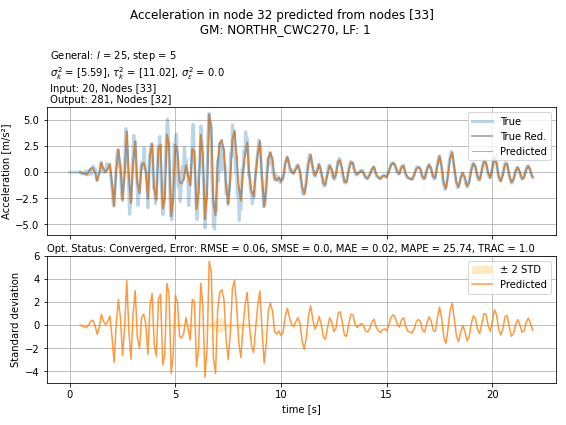 Acceleration in node 32 predicted from nodes [33]
GM: NORTHR_CWC270, LF: 1
General: l = 25, step = 5
σ²ₖ = [5.59], τ²ₖ = [11.02], σ²ε = 0.0
Input: 20, Nodes [33]
Output: 281, Nodes [32]
Acceleration [m/s²]
5.0
2.5
0.0
−2.5
−5.0
True
True Red.
Predicted
Opt. Status: Converged, Error: RMSE = 0.06, SMSE = 0.0, MAE = 0.02, MAPE = 25.74, TRAC = 1.0
Standard deviation
6
4
2
0
−2
−4
± 2 STD
Predicted
0 5 10 15 20
time [s]